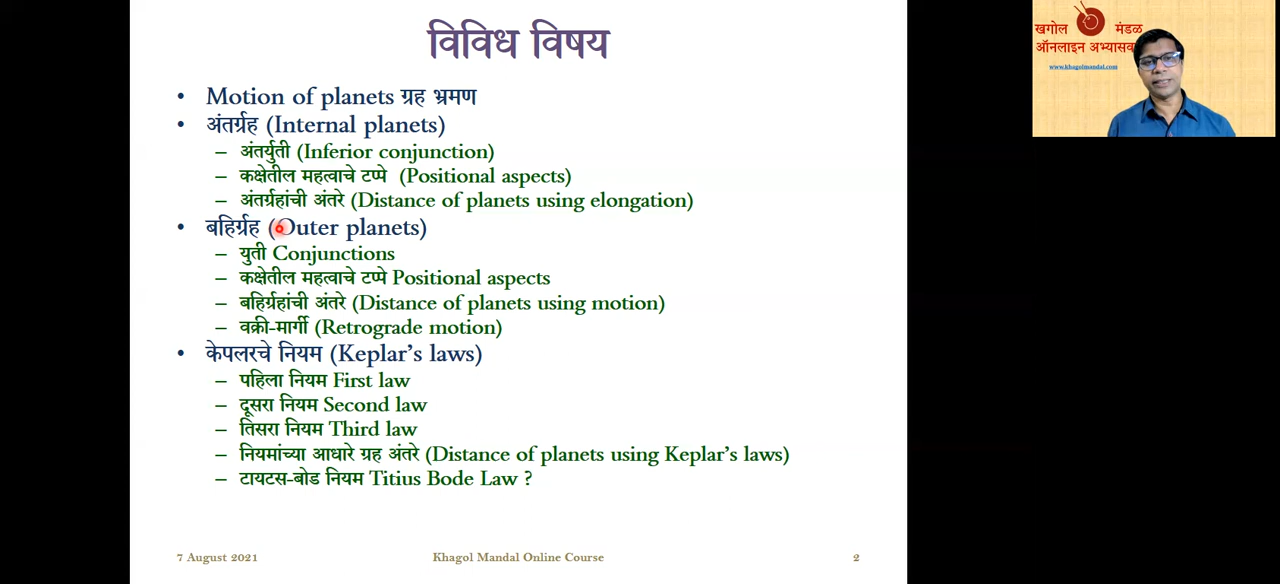 विविध विषय
• Motion of planets ग्रह भ्रमण
• अंतर्ग्रह (Internal planets)
– अंतर्युती (Inferior conjunction)
– कक्षेतील महत्वाचे टप्पे (Positional aspects)
– अंतर्ग्रहांची अंतरे (Distance of planets using elongation)
• बहिर्ग्रह (Outer planets)
– युती Conjunctions
– कक्षेतील महत्वाचे टप्पे Positional aspects
– बहिर्ग्रहांची अंतरे (Distance of planets using motion)
– वक्री-मार्गी (Retrograde motion)
• केपलरचे नियम (Keplar’s laws)
– पहिला नियम First law
– दूसरा नियम Second law
– तिसरा नियम Third law
– नियमांच्या आधारे ग्रह अंतरे (Distance of planets using Keplar’s laws)
– टायटस-बोड नियम Titius Bode Law ?
7 August 2021 Khagol Mandal Online Course 2
खगोल मंडळ
ऑनलाइन
www.khagolmandal.com